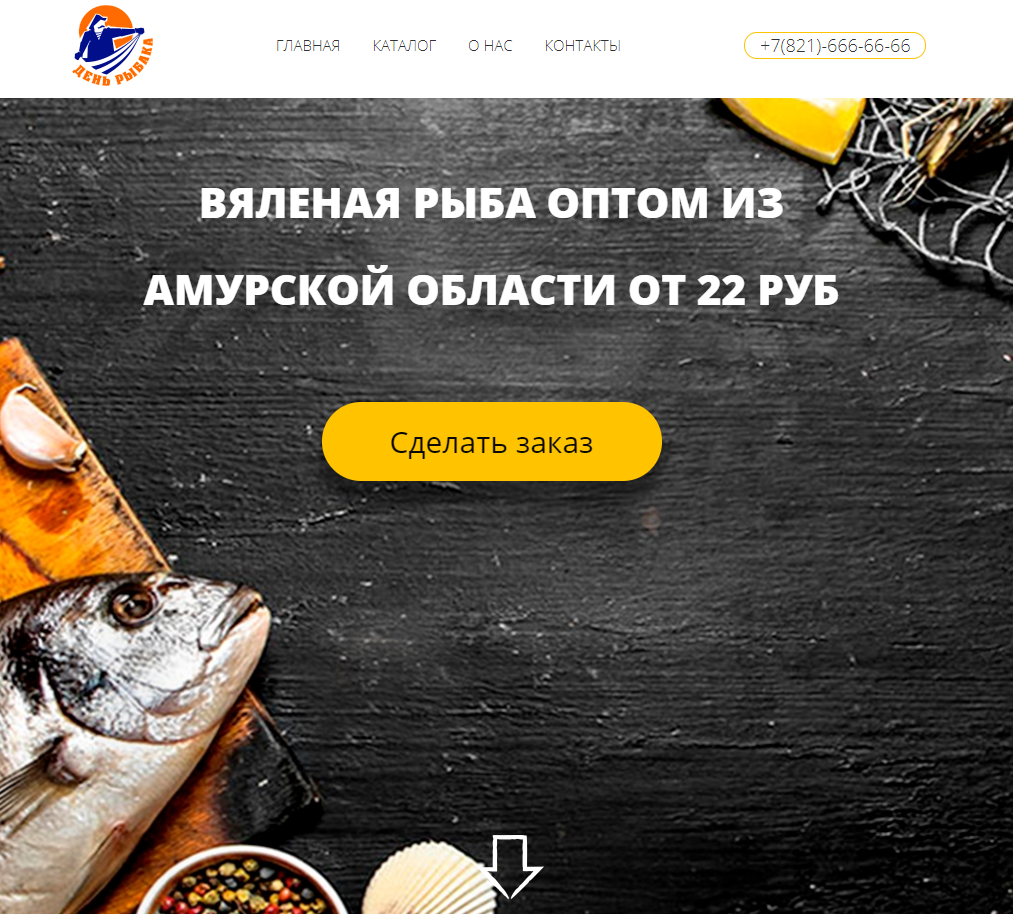 ДЕНЬ РЫБАКА
ГЛАВНАЯ КАТАЛОГ О НАС КОНТАКТЫ
+7(821)-666-66-66
ВЯЛЕНАЯ РЫБА ОПТОМ ИЗ
АМУРСКОЙ ОБЛАСТИ ОТ 22 РУБ
Сделать заказ